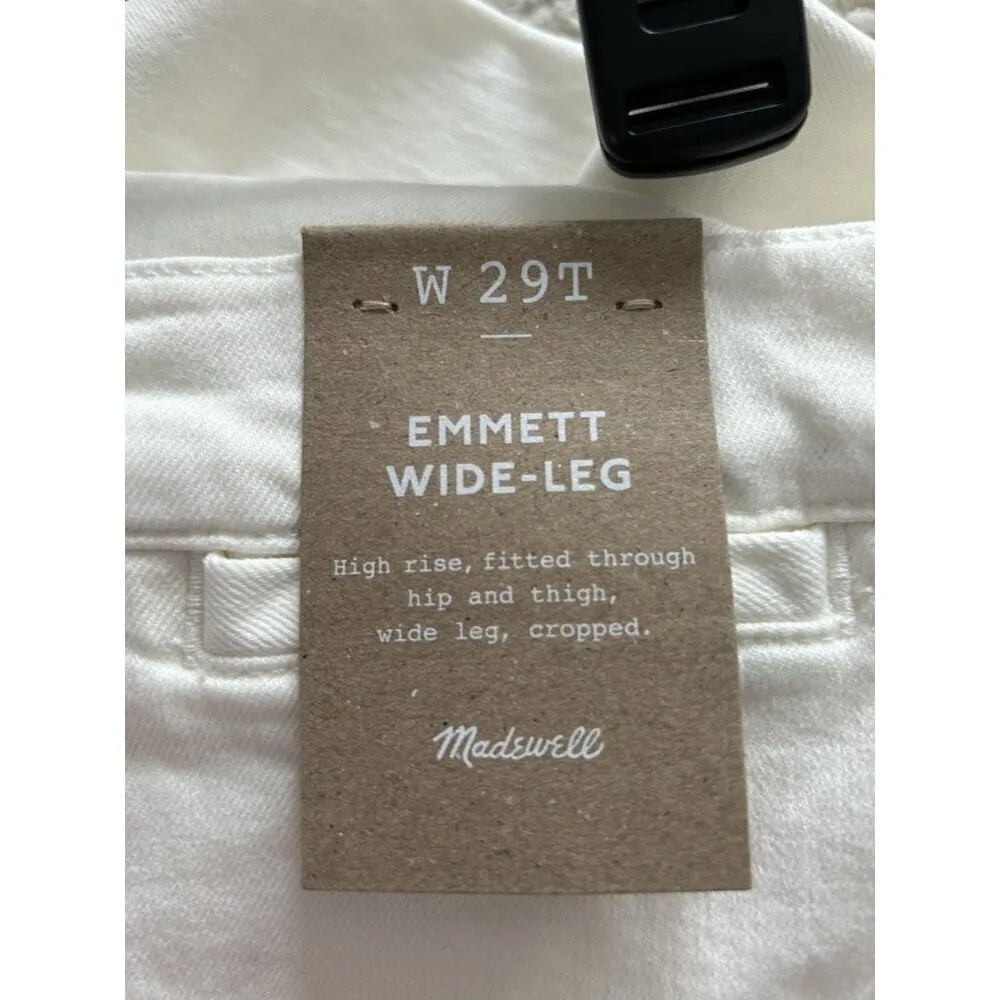 W 29T
EMMETT
WIDE-LEG
High rise, fitted through
hip and thigh,
wide leg, cropped.
Madewell